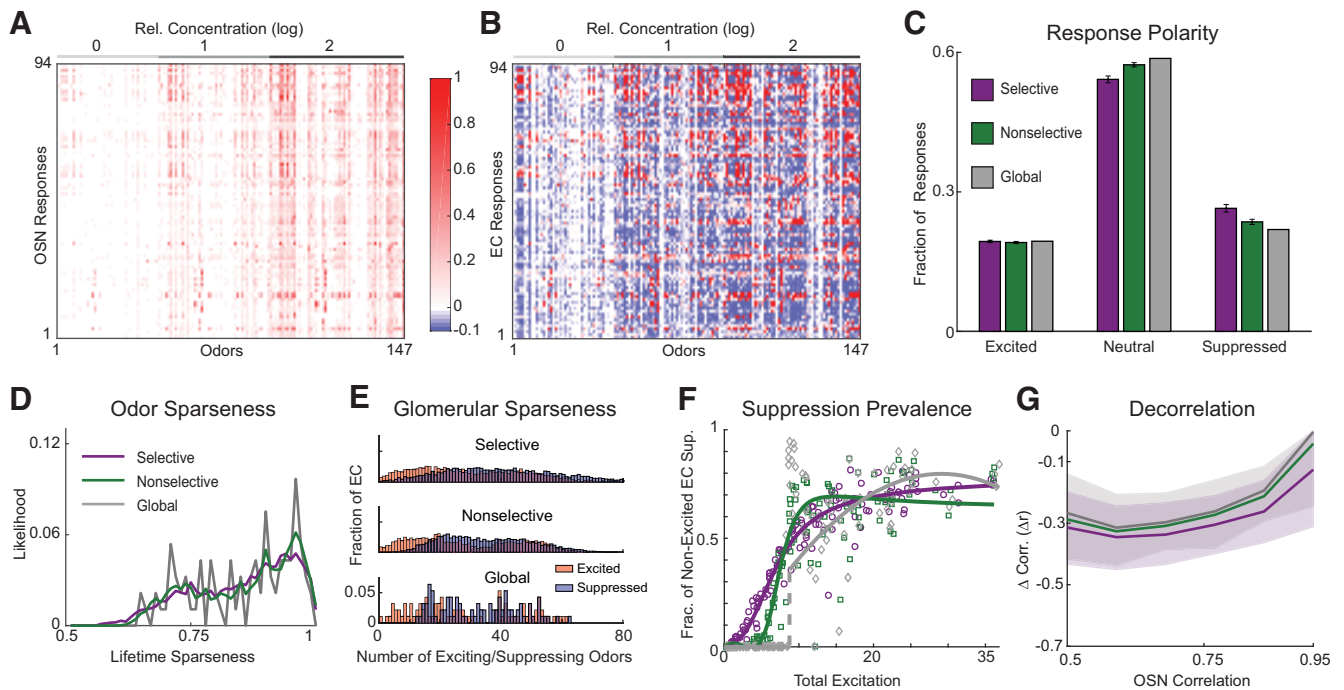 A
Rel. Concentration (log)
0 1 2
94
OSN Responses
1
1 Odors 147
1
0.8
0.6
0.4
0.2
0
-0.1
B
Rel. Concentration (log)
0 1 2
94
EC Responses
1
1 Odors 147
C
Response Polarity
0.6
0.3
0
Fraction of Responses
Selective
Nonselective
Global
Excited Neutral Suppressed
D
Odor Sparseness
0.12
0.06
0
Likelihood
Selective
Nonselective
Global
0.5 0.75 1
Lifetime Sparseness
E
Glomerular Sparseness
Selective
Nonselective
Global
Fraction of EC
0.05
0
Excited
Suppressed
0 40 80
Number of Exciting/Suppressing Odors
F
Suppression Prevalence
1
0.5
0
Frac. of Non-Excited EC Sup.
0 20 35
Total Excitation
G
Decorrelation
0
-0.1
-0.3
-0.5
-0.7
Δ Corr. (Δr)
0.5 0.75 0.95
OSN Correlation